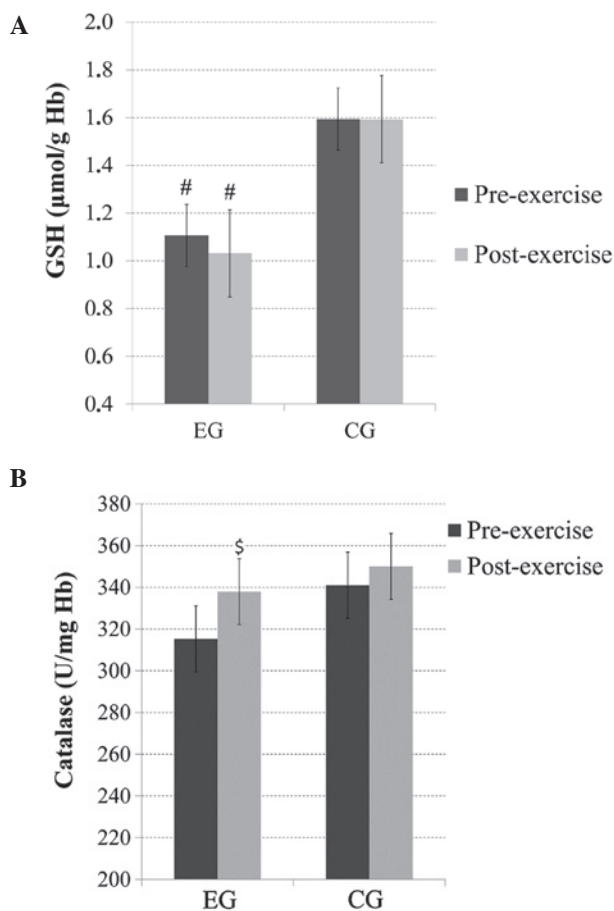 A
GSH (μmol/g Hb)
2.0
1.8
1.6
1.4
1.2
1.0
0.8
0.6
0.4
# #
EG CG
Pre-exercise
Post-exercise
B
Catalase (U/mg Hb)
380
360
340
320
300
280
260
240
220
200
$
EG CG
Pre-exercise
Post-exercise